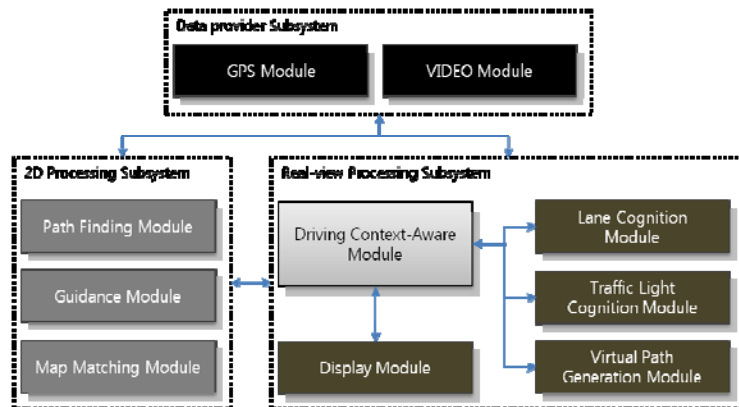 Data provider Subsystem
GPS Module
VIDEO Module
2D Processing Subsystem
Path Finding Module
Guidance Module
Map Matching Module
Real-view Processing Subsystem
Driving Context-Aware
Module
Display Module
Lane Cognition
Module
Traffic Light
Cognition Module
Virtual Path
Generation Module